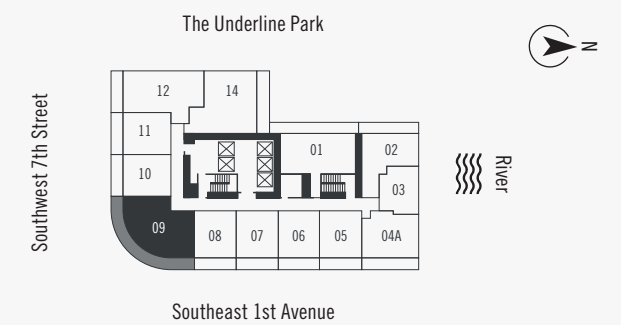 The Underline Park
N
Southwest 7th Street
12
14
11
01
02
10
03
09
08
07
06
05
04A
River
Southeast 1st Avenue